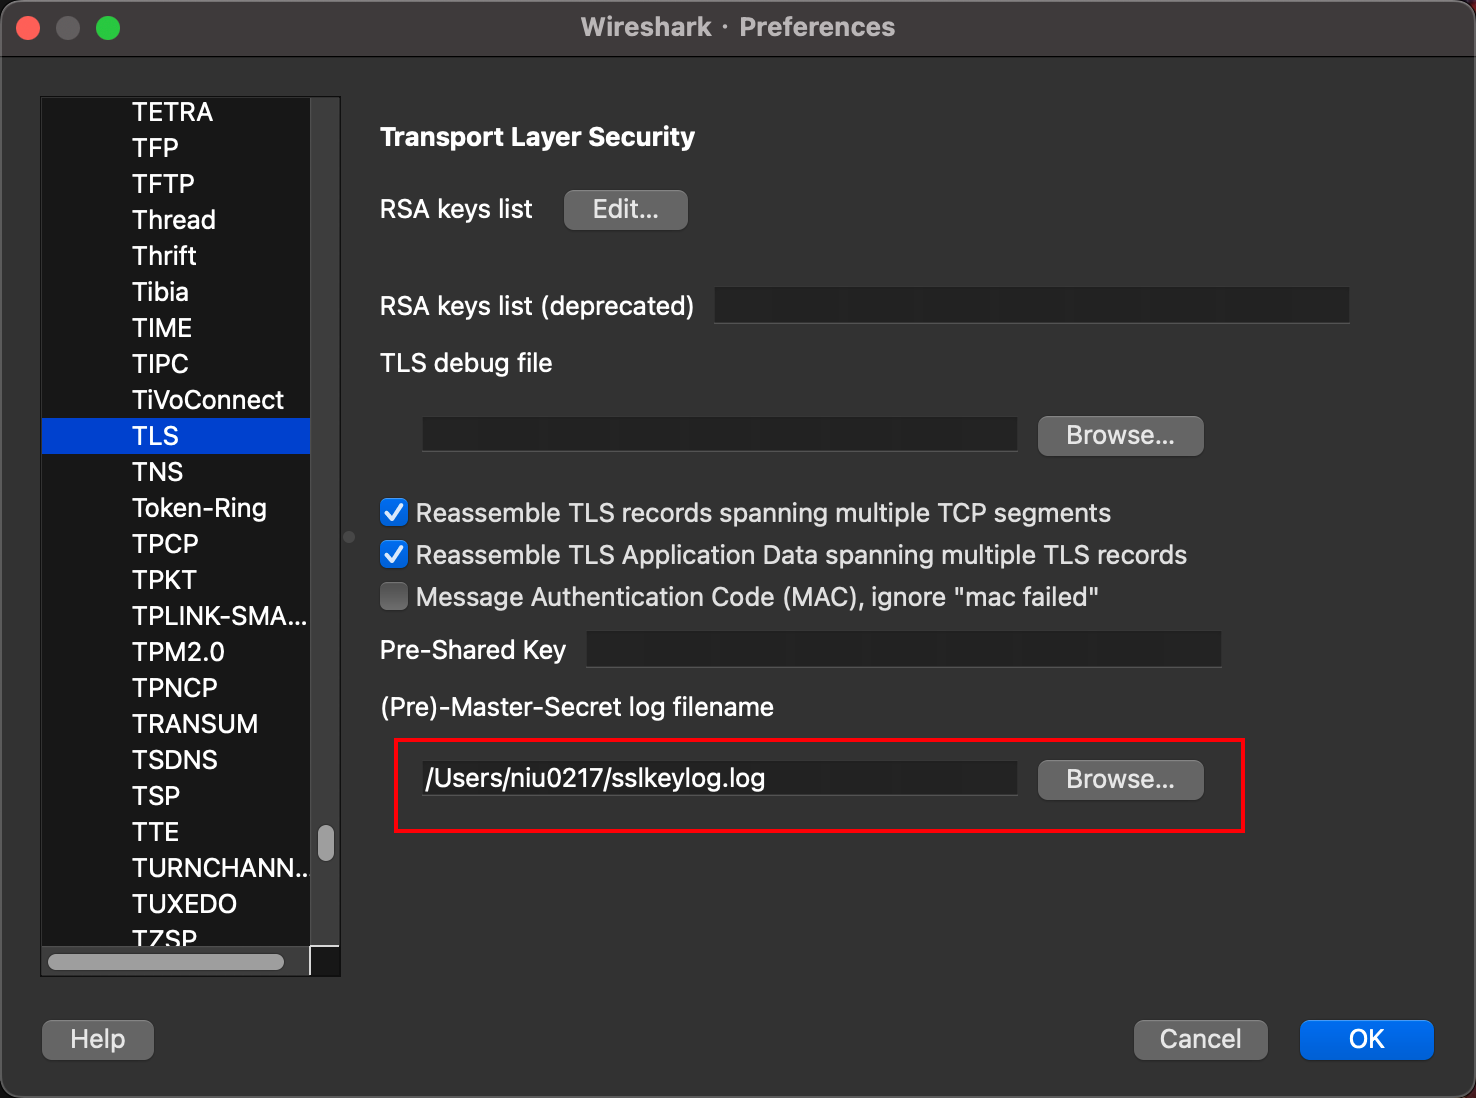 Wireshark · Preferences
TETRA
TFP
TFTP
Thread
Thrift
Tibia
TIME
TIPC
TiVoConnect
TLS
TNS
Token-Ring
TPCP
TPKT
TPLINK-SMA...
TPM2.0
TPNCP
TRANSUM
TSDNS
TSP
TTE
TURNCHANN...
TUXEDO
TZSP
Transport Layer Security
RSA keys list Edit...
RSA keys list (deprecated)
TLS debug file
Browse...
Reassemble TLS records spanning multiple TCP segments
Reassemble TLS Application Data spanning multiple TLS records
Message Authentication Code (MAC), ignore "mac failed"
Pre-Shared Key
(Pre)-Master-Secret log filename
/Users/niu0217/sslkeylog.log Browse...
Help Cancel OK